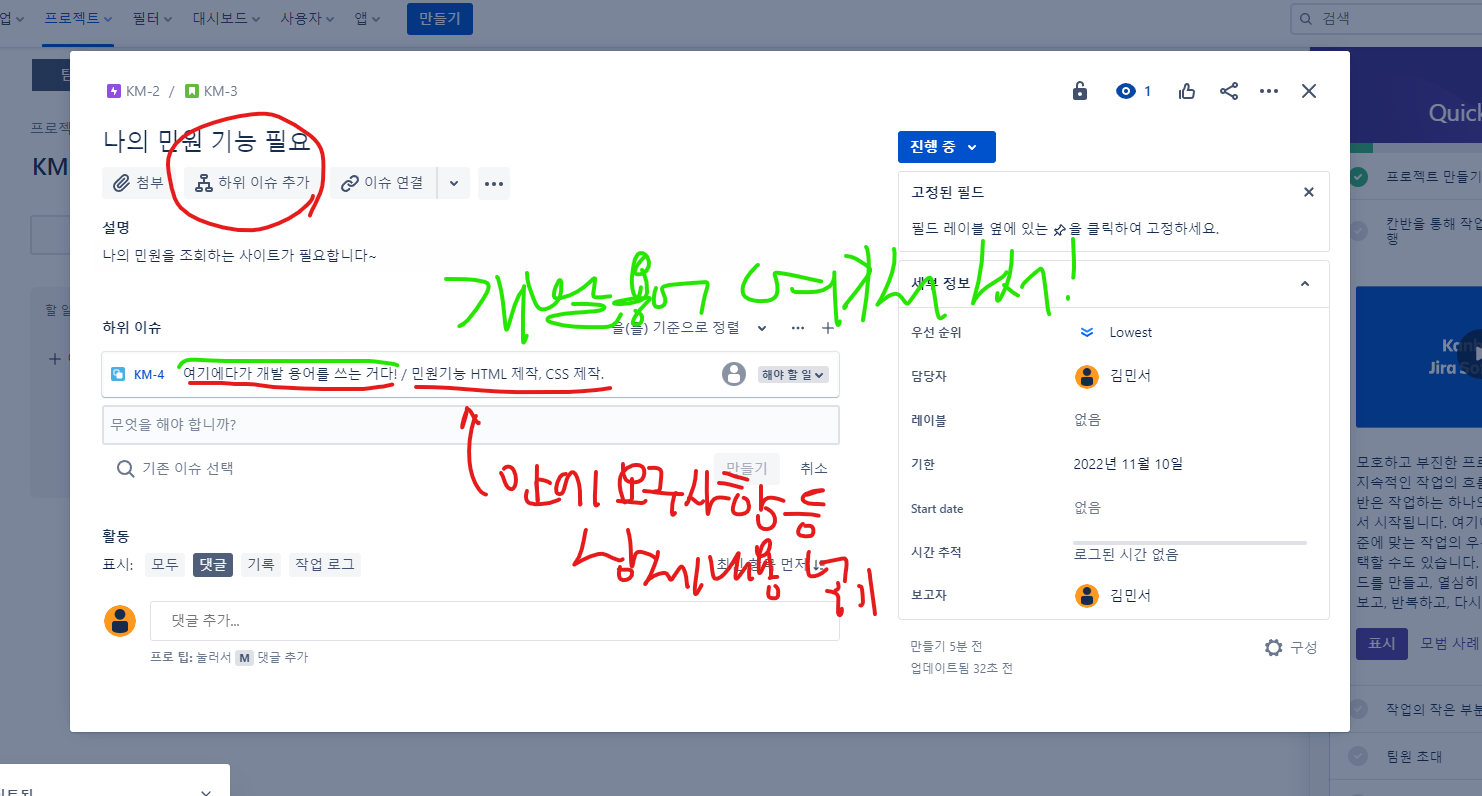 업 프로젝트 필터 대시보드 사용자 앱 만들기 검색
KM-2 / KM-3 1
Quick
프로젝트
나의 민원 기능 필요
진행 중
KM
첨부 하위 이슈 추가 이슈 연결
프로젝트 만들기
고정된 필드
필드 레이블 옆에 있는 을 클릭하여 고정하세요.
설명
칸반을 통해 작업
행
나의 민원을 조회하는 사이트가 필요합니다~
개발용어 여기에 넣기!
세부 정보
할 일
하위 이슈
을(를) 기준으로 정렬
우선 순위 Lowest
KM-4 여기에다가 개발 용어를 쓰는 거다! / 민원기능 HTML 제작, CSS 제작. 해야 할 일
담당자 김민서
무엇을 해야 합니까?
레이블 없음
기존 이슈 선택 만들기 취소
기한 2022년 11월 10일
안에 요구사항 등
상세내용 넣기
Start date 없음
활동
표시: 모두 댓글 기록 작업 로그
최신 항목 먼저
시간 추적 로그된 시간 없음
보고자 김민서
댓글 추가...
프로 팁: 눌러서 M 댓글 추가
만들기 5분 전
업데이트됨 32초 전
구성
Jira So
모호하고 부진한 프로
지속적인 작업의 흐름
반은 작업하는 하나의
서 시작됩니다. 여기에
준에 맞는 작업의 우선
택할 수도 있습니다.
드를 만들고, 열심히
보고, 반복하고, 다시
표시 모범 사례
작업의 작은 부분
팀원 초대